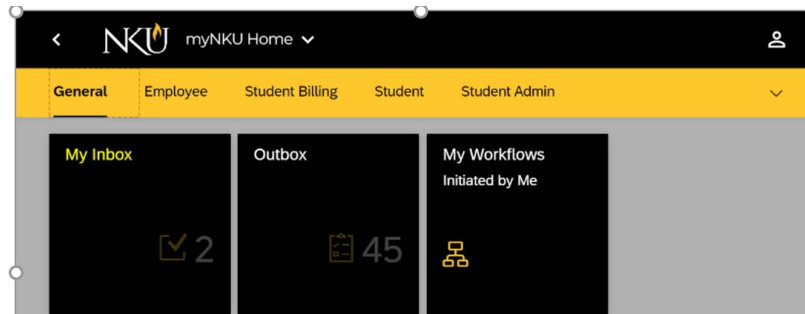 NKU myNKU Home
General Employee Student Billing Student Student Admin
My Inbox Outbox My Workflows
Initiated by Me
2 45